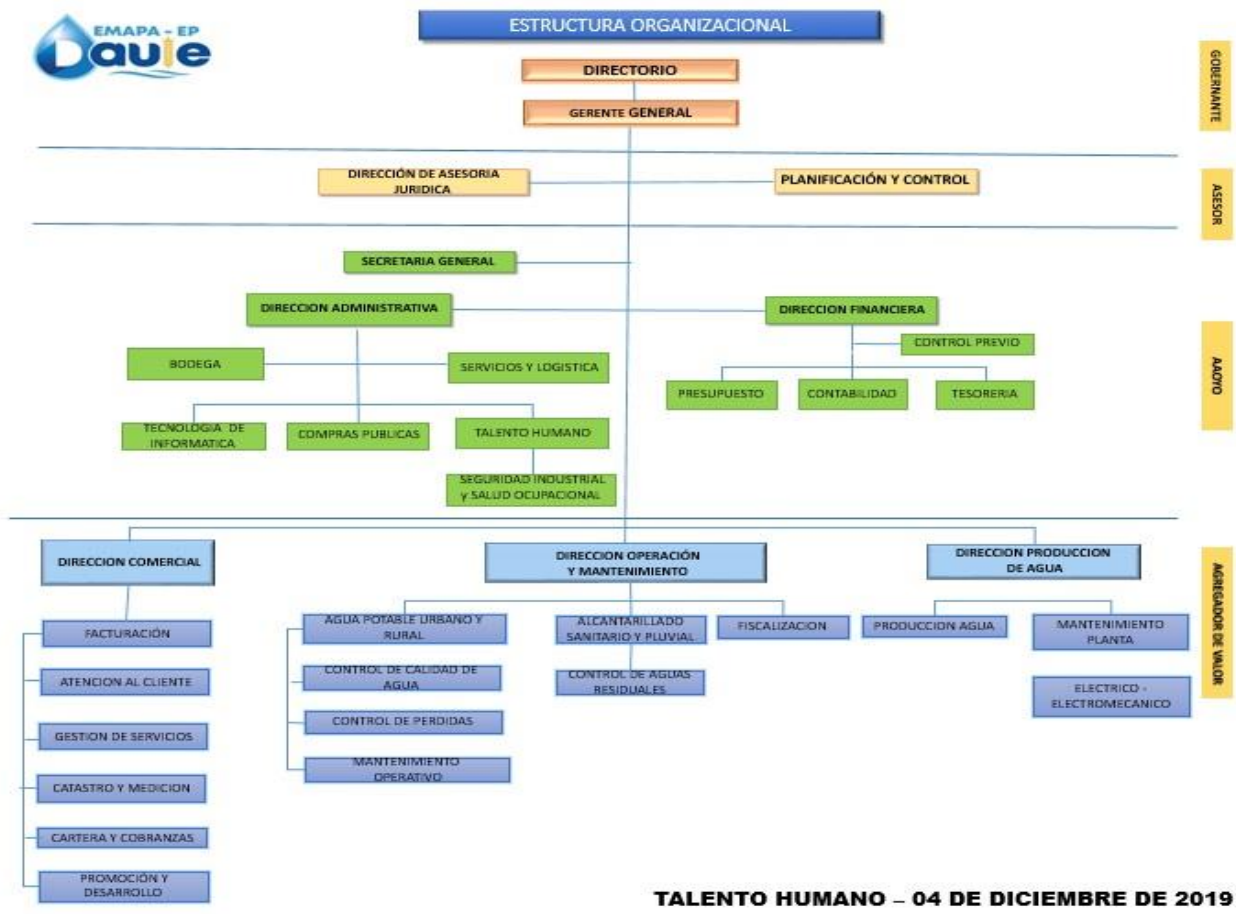 EMAPA - EP
Daule
ESTRUCTURA ORGANIZACIONAL
DIRECTORIO
GERENTE GENERAL
GOBERNANTE
DIRECCIÓN DE ASESORIA
JURIDICA
PLANIFICACIÓN Y CONTROL
ASESOR
SECRETARIA GENERAL
DIRECCION ADMINISTRATIVA
DIRECCION FINANCIERA
CONTROL PREVIO
BODEGA
SERVICIOS Y LOGISTICA
PRESUPUESTO
CONTABILIDAD
TESORERIA
AAOYO
TECNOLOGIA DE
INFORMATICA
COMPRAS PUBLICAS
TALENTO HUMANO
SEGURIDAD INDUSTRIAL
y SALUD OCUPACIONAL
DIRECCION COMERCIAL
DIRECCION OPERACIÓN
Y MANTENIMIENTO
DIRECCION PRODUCCION
DE AGUA
AGREGADOR DE VALOR
FACTURACIÓN
ATENCION AL CLIENTE
GESTION DE SERVICIOS
CATASTRO Y MEDICION
CARTERA Y COBRANZAS
PROMOCIÓN Y
DESARROLLO
AGUA POTABLE URBANO Y
RURAL
CONTROL DE CALIDAD DE
AGUA
CONTROL DE PERDIDAS
MANTENIMIENTO
OPERATIVO
ALCANTARILLADO
SANITARIO Y PLUVIAL
CONTROL DE AGUAS
RESIDUALES
FISCALIZACION
PRODUCCION AGUA
MANTENIMIENTO
PLANTA
ELECTRICO -
ELECTROMECANICO
TALENTO HUMANO – 04 DE DICIEMBRE DE 2019